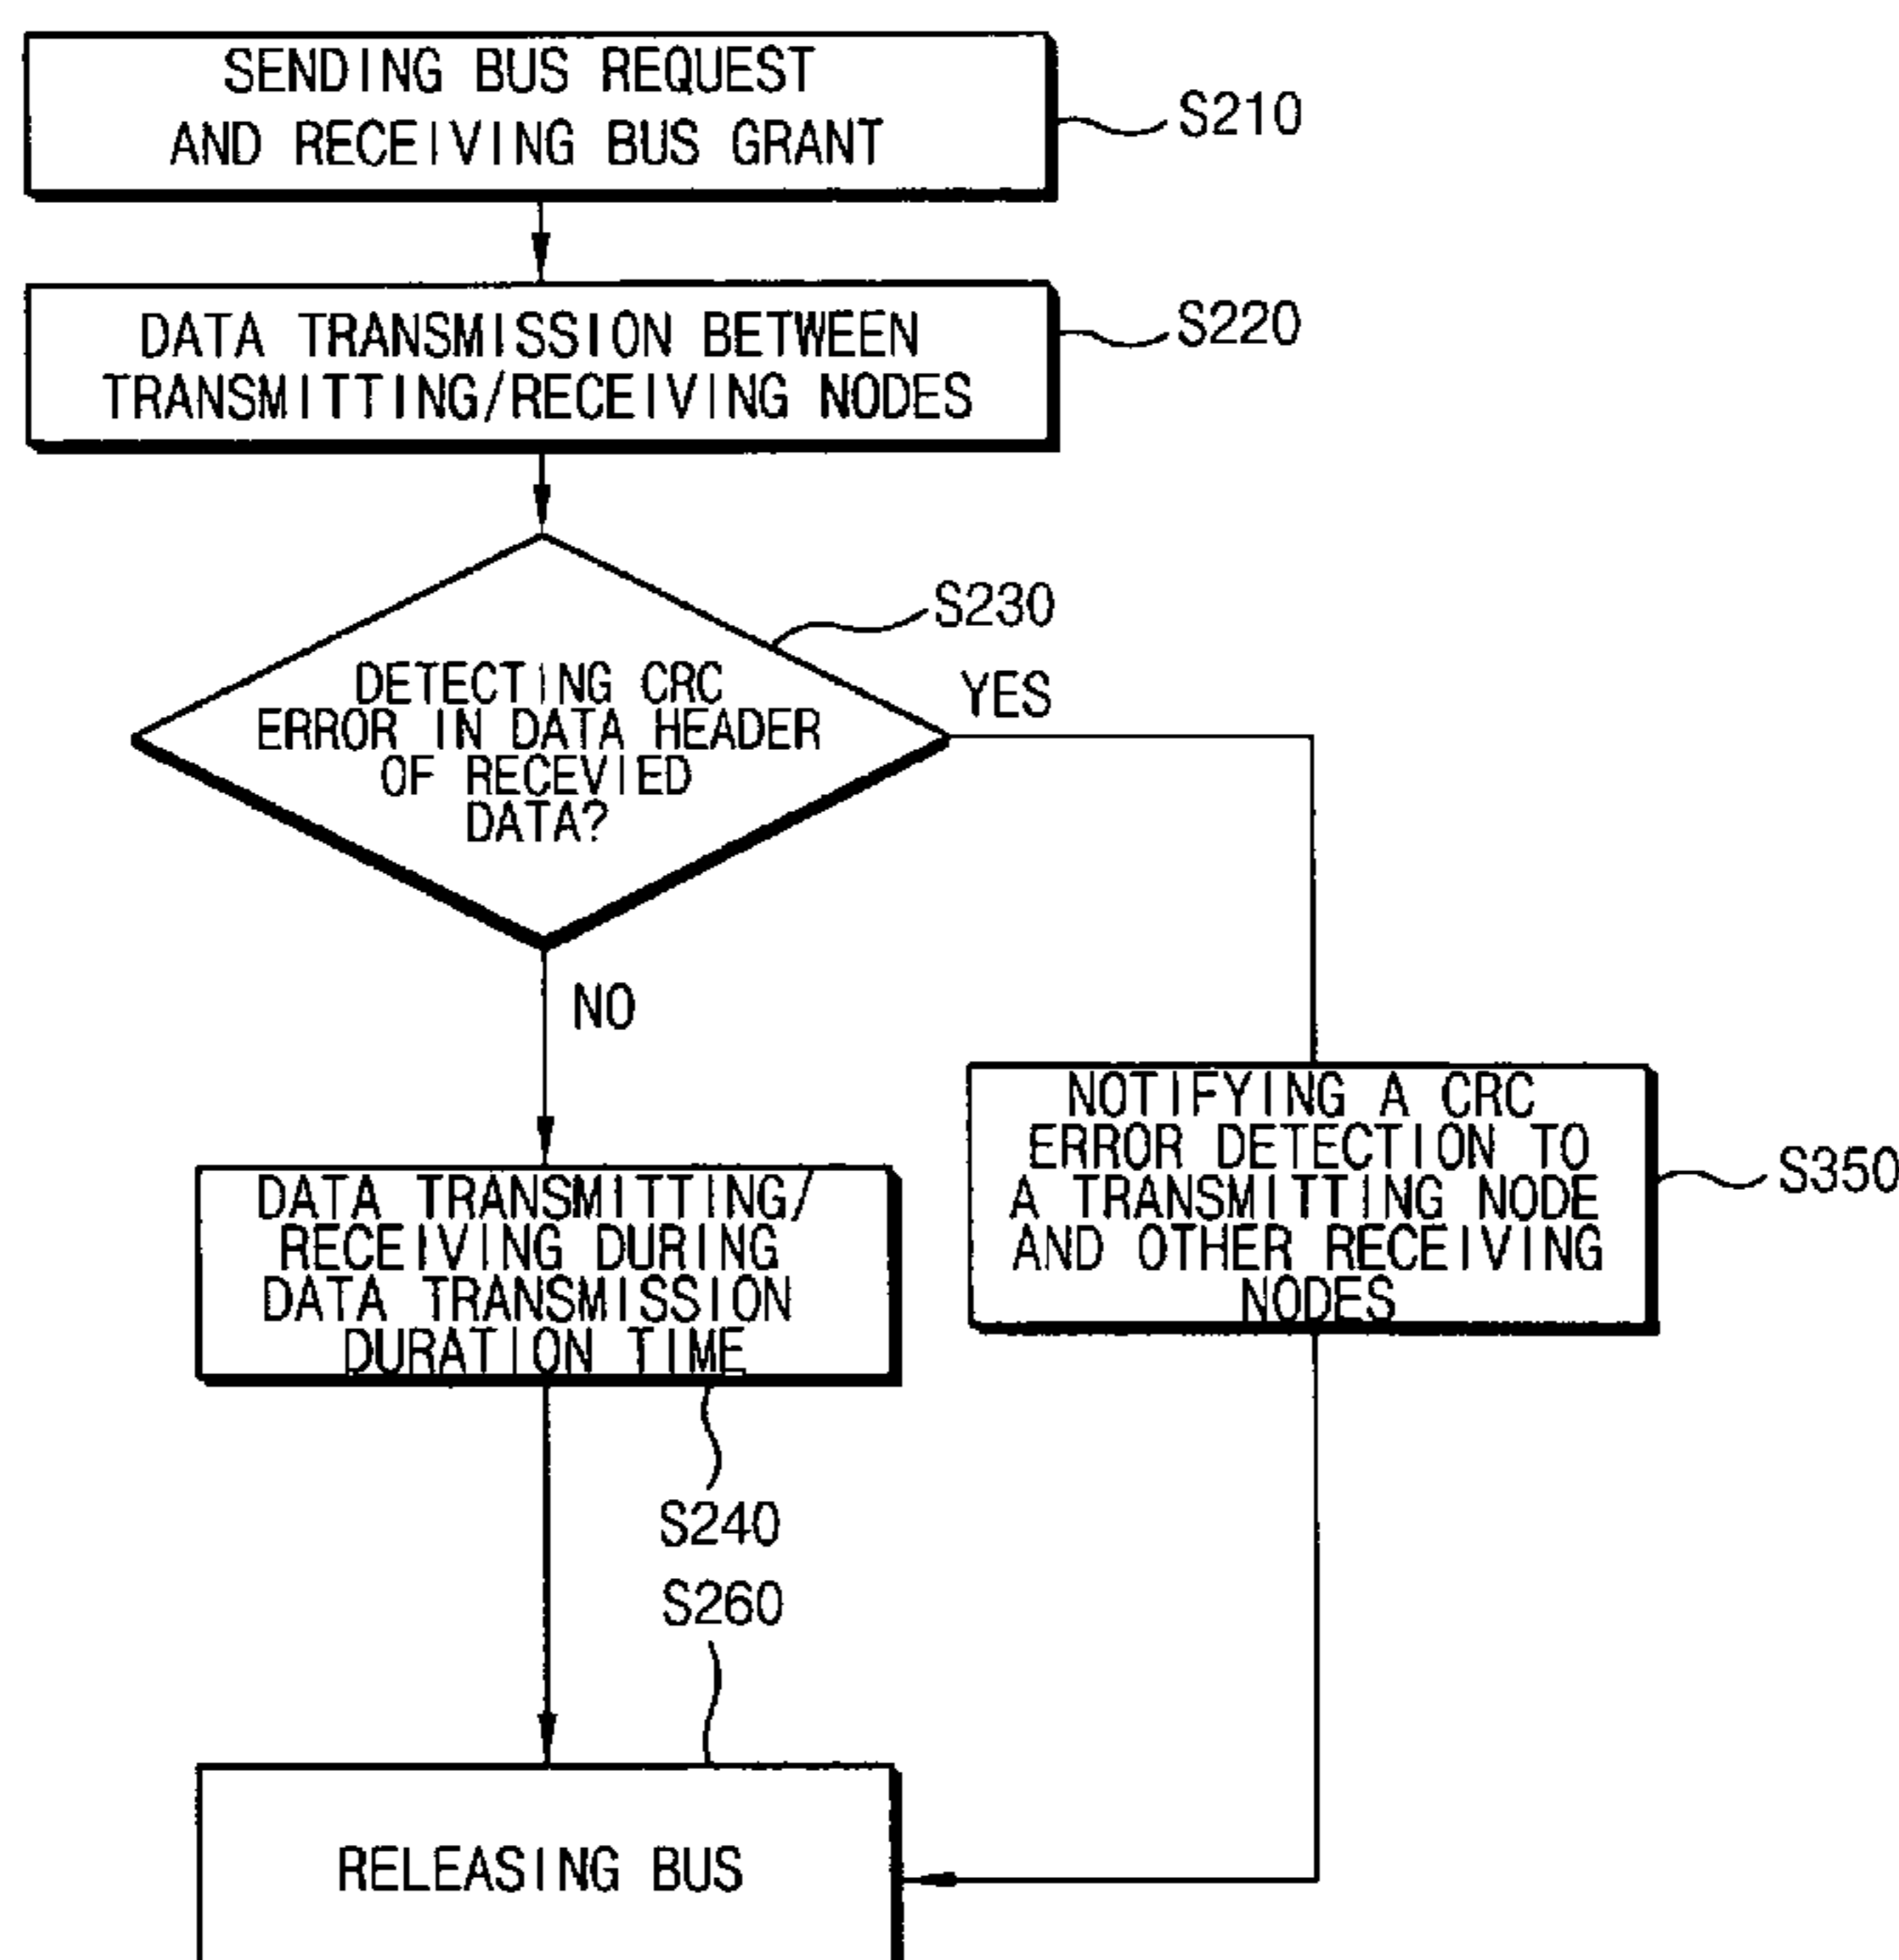 SENDING BUS REQUEST
AND RECEIVING BUS GRANT
S210
DATA TRANSMISSION BETWEEN
TRANSMITTING/RECEIVING NODES
S220
S230
DETECTING CRC
ERROR IN DATA HEADER
OF RECEVIED
DATA?
YES
NO
NOTIFYING A CRC
ERROR DETECTION TO
A TRANSMITTING NODE
AND OTHER RECEIVING
NODES
S350
DATA TRANSMITTING/
RECEIVING DURING
DATA TRANSMISSION
DURATION TIME
S240
S260
RELEASING BUS